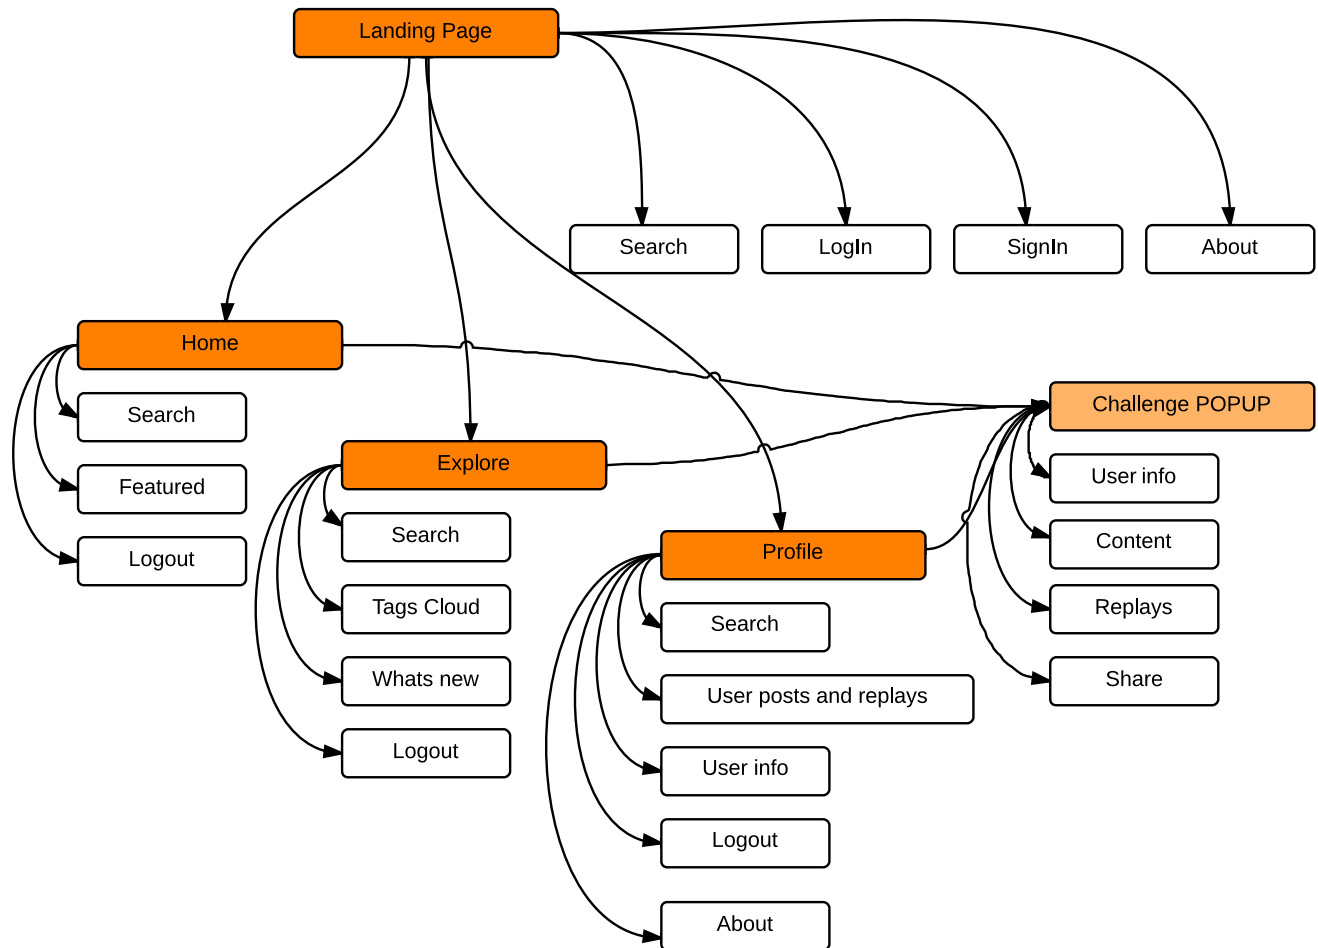 Landing Page
Search
LogIn
SignIn
About
Home
Search
Featured
Logout
Explore
Search
Tags Cloud
Whats new
Logout
Profile
Search
User posts and replays
User info
Logout
About
Challenge POPUP
User info
Content
Replays
Share